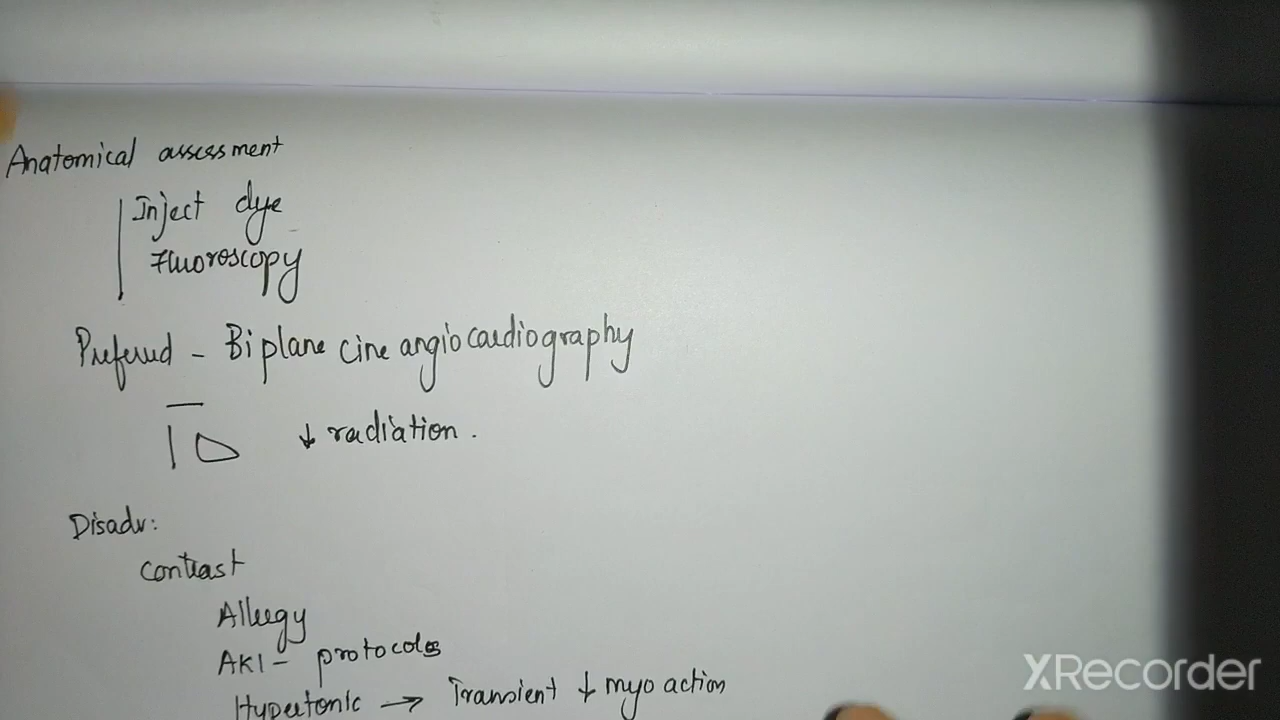 Anatomical assessment
Inject dye
Fluoroscopy
Preferred - Biplane cine angiocardiography
↓ radiation.
Disadv:
contrast
Allergy
AKI - protocols
Hypertonic → Transient ↓ myo action
XRecorder